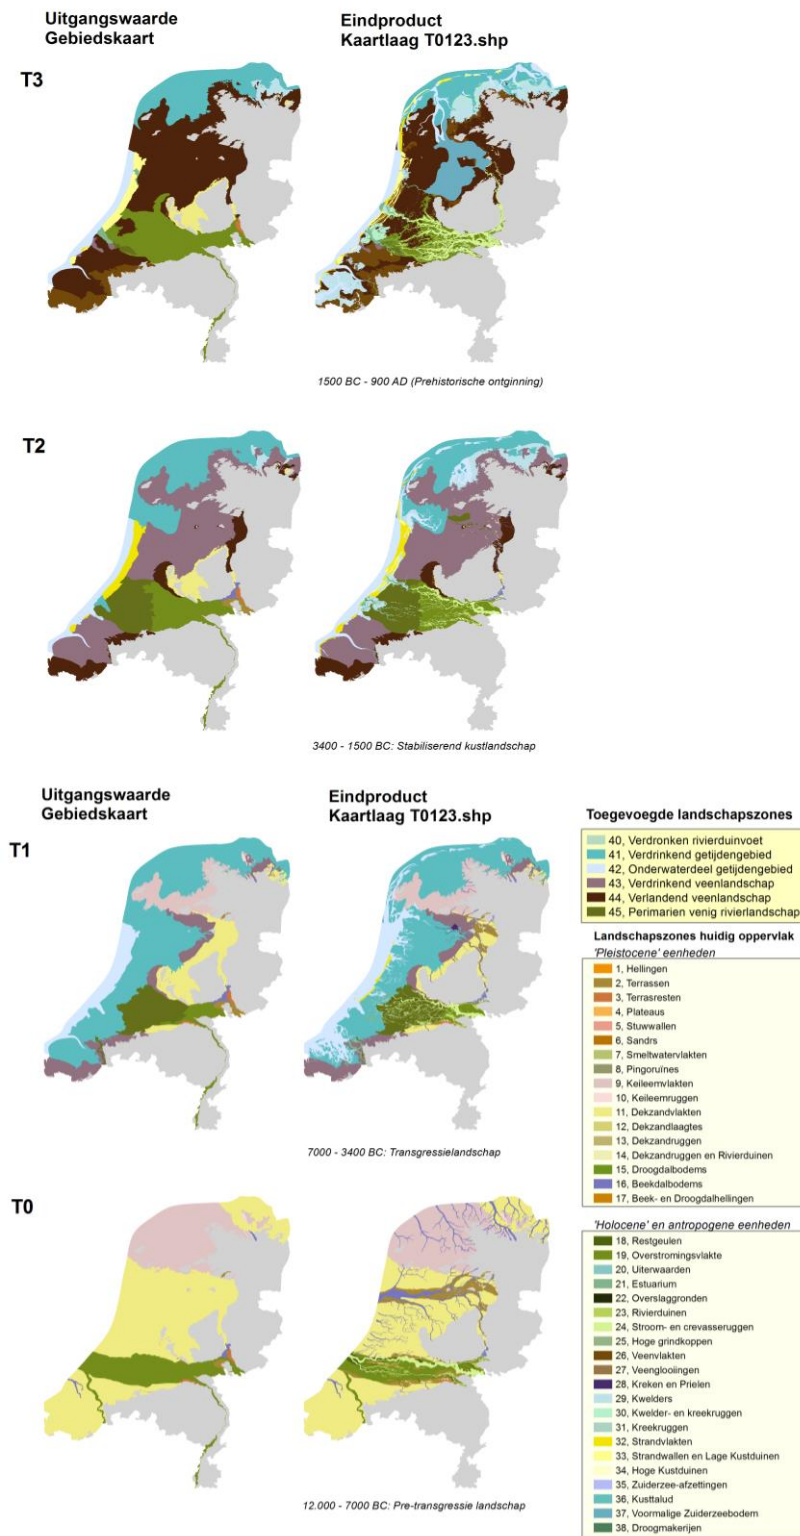 Uitgangswaarde
Gebiedskaart
Eindproduct
Kaartlaag T0123.shp
T3
1500 BC - 900 AD (Prehistorische ontginning)
T2
3400 - 1500 BC: Stabiliserend kustlandschap
Uitgangswaarde
Gebiedskaart
Eindproduct
Kaartlaag T0123.shp
T1
7000 - 3400 BC: Transgressielandschap
T0
12.000 - 7000 BC: Pre-transgressie landschap
Toegevoegde landschapszones
40, Verdronken rivierduinvoet
41, Verdrinkend getijdengebied
42, Onderwaterdeel getijdengebied
43, Verdrinkend veenlandschap
44, Verlandend veenlandschap
45, Perimarien venig rivierlandschap
Landschapszones huidig oppervlak
'Pleistocene' eenheden
1, Hellingen
2, Terrassen
3, Terrasresten
4, Plateaus
5, Stuwwallen
6, Sandrs
7, Smeltwatervlakten
8, Pingoruïnes
9, Keileemvlakten
10, Keileemruggen
11, Dekzandvlakten
12, Dekzandlaagtes
13, Dekzandruggen
14, Dekzandruggen en Rivierduinen
15, Droogdalbodems
16, Beekdalbodems
17, Beek- en Droogdalhellingen
'Holocene' en antropogene eenheden
18, Restgeulen
19, Overstromingsvlakte
20, Uiterwaarden
21, Estuarium
22, Overslaggronden
23, Rivierduinen
24, Stroom- en crevasseruggen
25, Hoge grindkoppen
26, Veenvlakten
27, Veenglooiingen
28, Kreken en Prielen
29, Kwelders
30, Kwelder- en kreekruggen
31, Kreekruggen
32, Strandvlakten
33, Strandwallen en Lage Kustduinen
34, Hoge Kustduinen
35, Zuiderzee-afzettingen
36, Kusttalud
37, Voormalige Zuiderzeebodem
38, Droogmakerijen